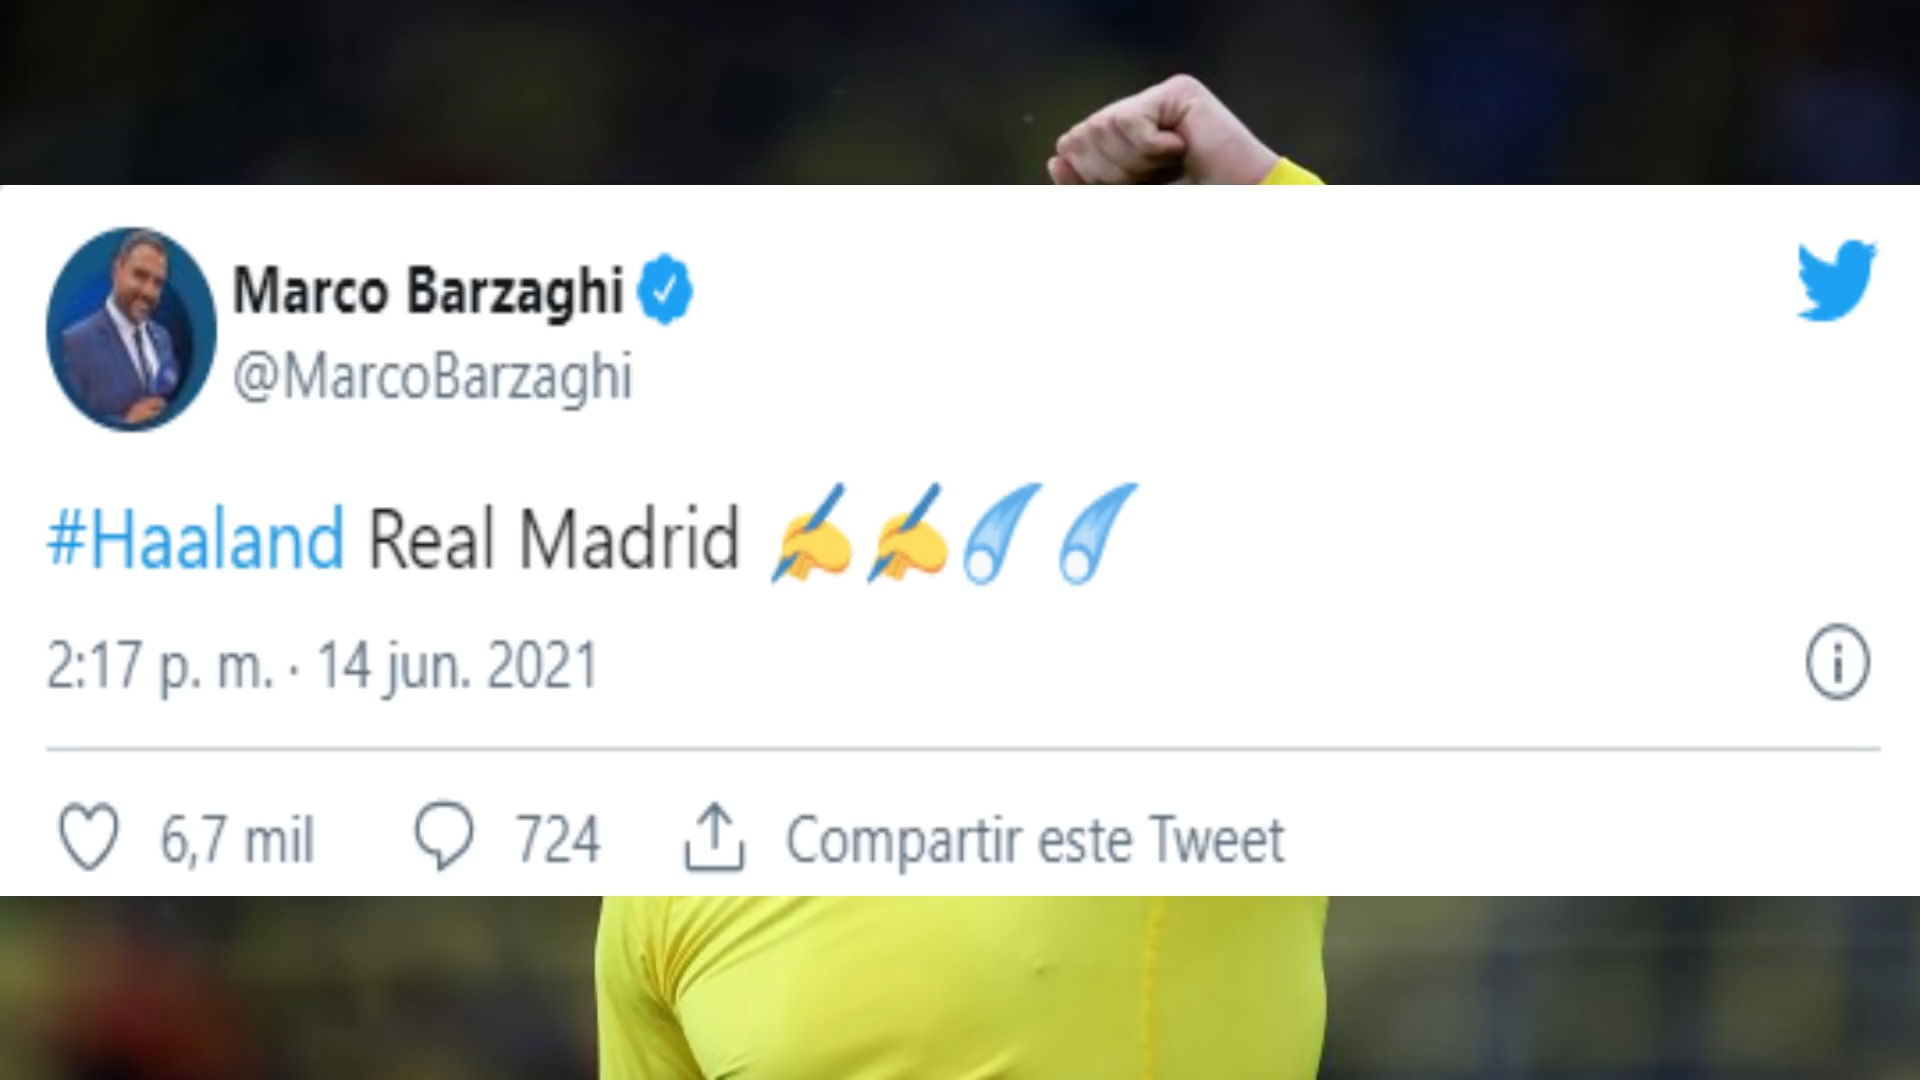 Marco Barzaghi
@MarcoBarzaghi
#Haaland Real Madrid ✍️✍️☄️☄️
2:17 p. m. · 14 jun. 2021
6,7 mil 724 Compartir este Tweet